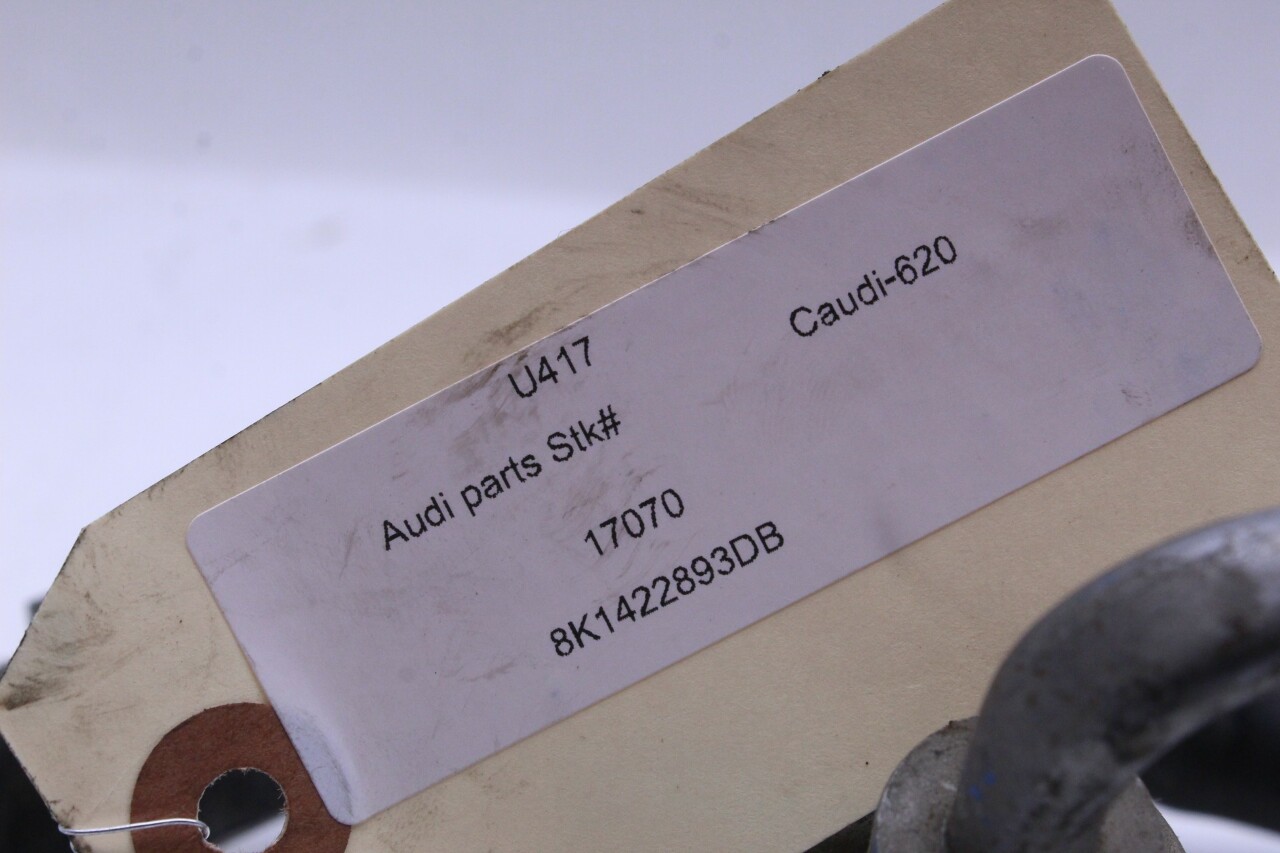 U417
Caudi-620
Audi parts Stk#
17070
8K1422893DB